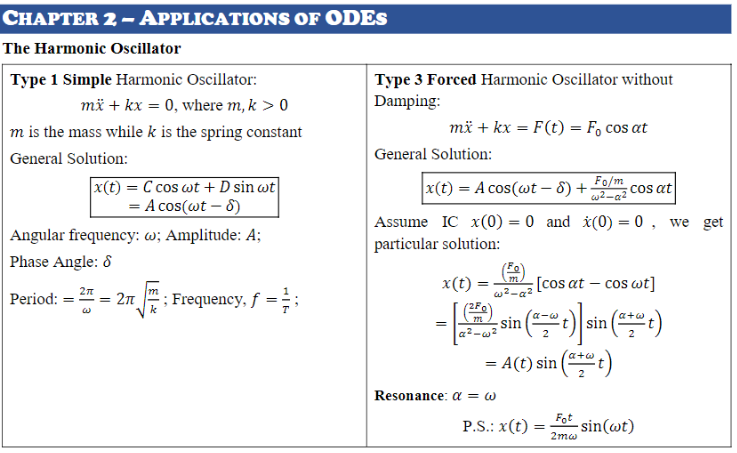 CHAPTER 2 – APPLICATIONS OF ODES
The Harmonic Oscillator
Type 1 Simple Harmonic Oscillator:
mẍ + kx = 0, where m, k > 0
m is the mass while k is the spring constant
General Solution:
x(t) = C cos ωt + D sin ωt
= A cos(ωt − δ)
Angular frequency: ω; Amplitude: A;
Phase Angle: δ
Period: = 2π/ω = 2π √(m/k) ; Frequency, f = 1/T ;
Type 3 Forced Harmonic Oscillator without
Damping:
mẍ + kx = F(t) = F₀ cos αt
General Solution:
x(t) = A cos(ωt − δ) + (F₀/m)/(ω²−α²) cos αt
Assume IC x(0) = 0 and ẋ(0) = 0 , we get
particular solution:
x(t) = (F₀/m)/(ω²−α²) [cos αt − cos ωt]
= [(2F₀/m)/(α²−ω²) sin ((α−ω)/2 t)] sin ((α+ω)/2 t)
= A(t) sin ((α+ω)/2 t)
Resonance: α = ω
P.S.: x(t) = F₀t/2mω sin(ωt)